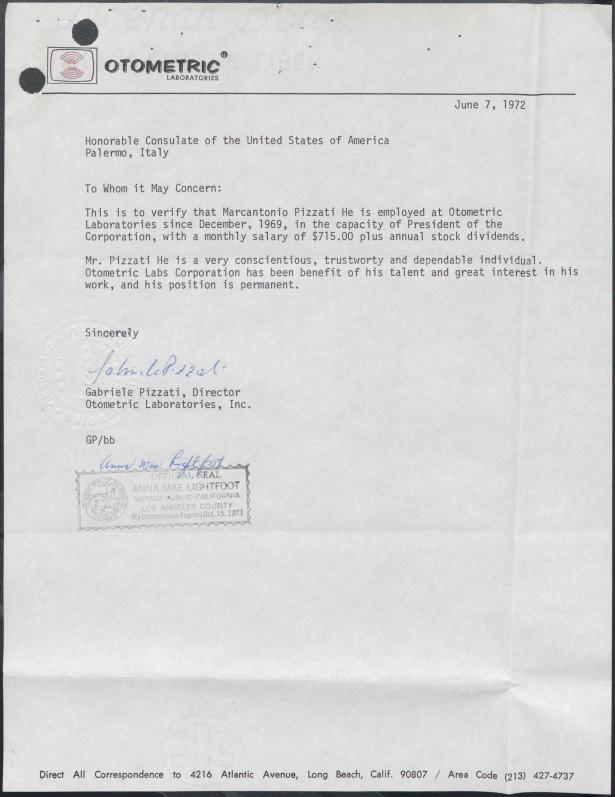 OTOMETRIC®
LABORATORIES
June 7, 1972
Honorable Consulate of the United States of America
Palermo, Italy
To Whom it May Concern:
This is to verify that Marcantonio Pizzati He is employed at Otometric
Laboratories since December, 1969, in the capacity of President of the
Corporation, with a monthly salary of $715.00 plus annual stock dividends.
Mr. Pizzati He is a very conscientious, trustworty and dependable individual.
Otometric Labs Corporation has been benefit of his talent and great interest in his
work, and his position is permanent.
Sincerely
Gabriele Pizzati
Gabriele Pizzati, Director
Otometric Laboratories, Inc.
GP/bb
Anna Mae Lightfoot
OFFICIAL SEAL
ANNA MAE LIGHTFOOT
NOTARY PUBLIC·CALIFORNIA
LOS ANGELES COUNTY
My Commission Expires Oct. 15, 1973
Direct All Correspondence to 4216 Atlantic Avenue, Long Beach, Calif. 90807 / Area Code (213) 427-4737